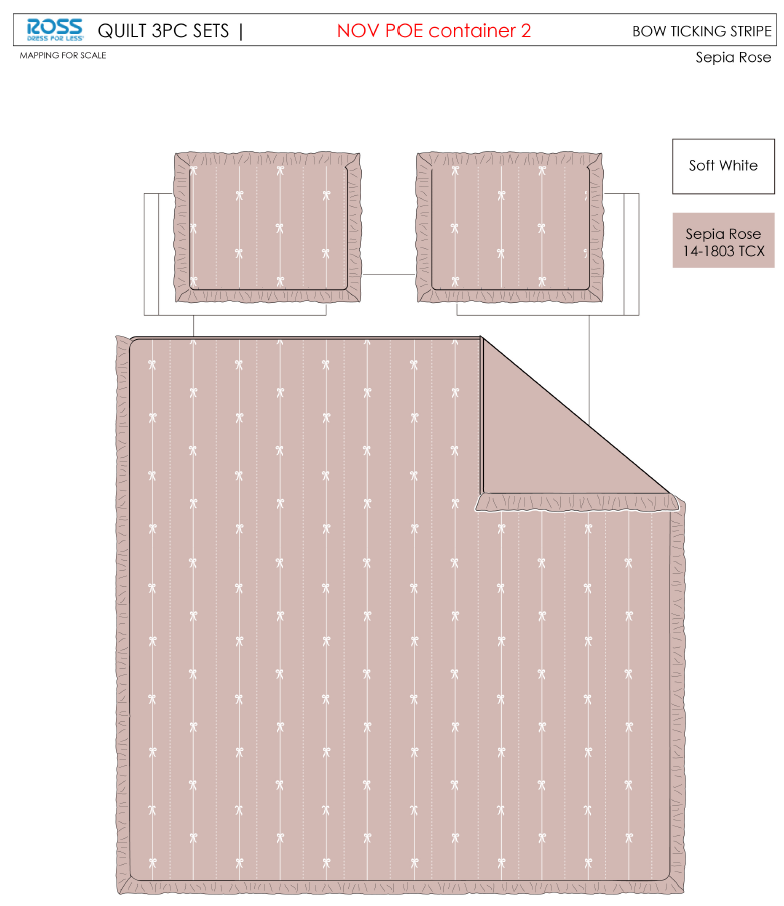 ROSS
DRESS FOR LESS
QUILT 3PC SETS |
NOV POE container 2
BOW TICKING STRIPE
MAPPING FOR SCALE
Sepia Rose
Soft White
Sepia Rose
14-1803 TCX